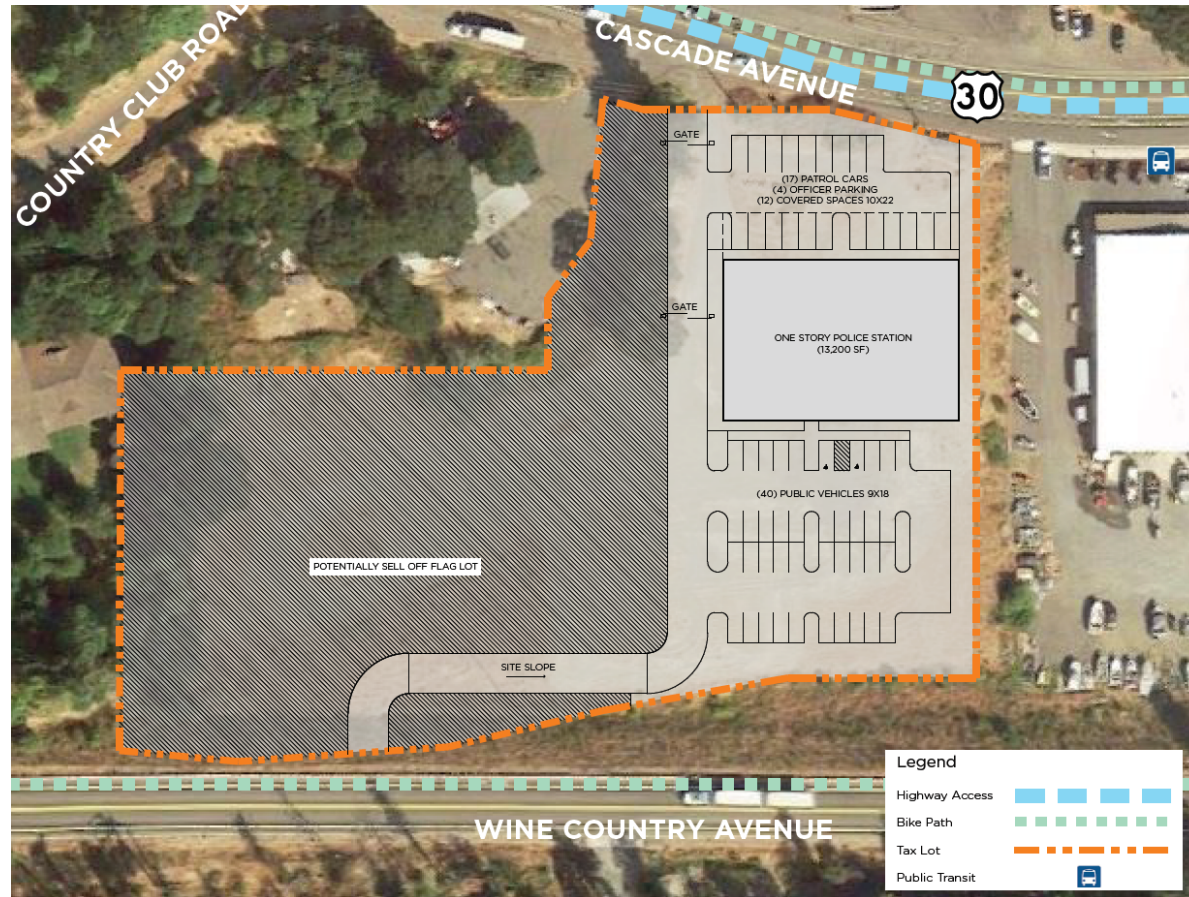 COUNTRY CLUB ROAD
CASCADE AVENUE
30
GATE
(17) PATROL CARS
(4) OFFICER PARKING
(12) COVERED SPACES 10X22
GATE
ONE STORY POLICE STATION
(13,200 SF)
(40) PUBLIC VEHICLES 9X18
POTENTIALLY SELL OFF FLAG LOT
SITE SLOPE
WINE COUNTRY AVENUE
Legend
Highway Access
Bike Path
Tax Lot
Public Transit